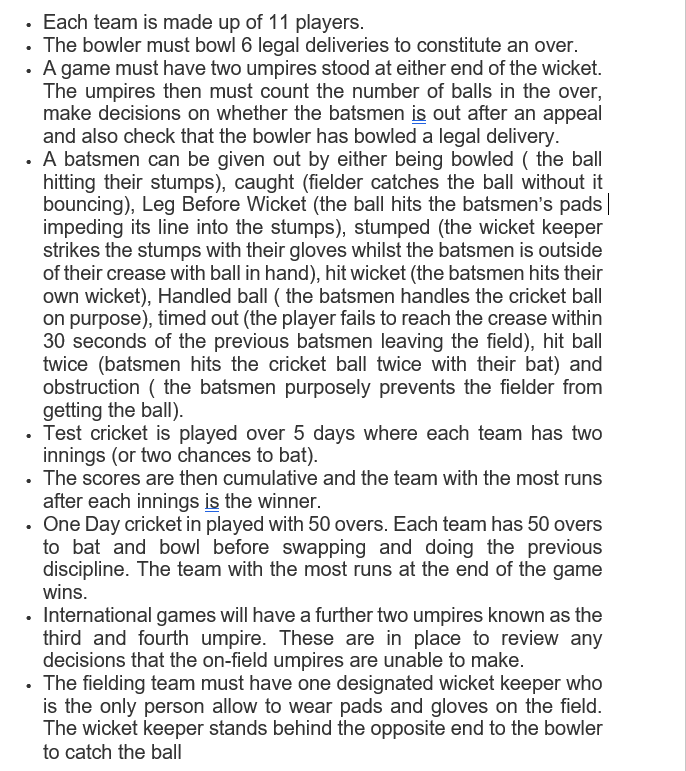 • Each team is made up of 11 players.
• The bowler must bowl 6 legal deliveries to constitute an over.
• A game must have two umpires stood at either end of the wicket.
The umpires then must count the number of balls in the over,
make decisions on whether the batsmen is out after an appeal
and also check that the bowler has bowled a legal delivery.
• A batsmen can be given out by either being bowled ( the ball
hitting their stumps), caught (fielder catches the ball without it
bouncing), Leg Before Wicket (the ball hits the batsmen's pads
impeding its line into the stumps), stumped (the wicket keeper
strikes the stumps with their gloves whilst the batsmen is outside
of their crease with ball in hand), hit wicket (the batsmen hits their
own wicket), Handled ball ( the batsmen handles the cricket ball
on purpose), timed out (the player fails to reach the crease within
30 seconds of the previous batsmen leaving the field), hit ball
twice (batsmen hits the cricket ball twice with their bat) and
obstruction ( the batsmen purposely prevents the fielder from
getting the ball).
• Test cricket is played over 5 days where each team has two
innings (or two chances to bat).
• The scores are then cumulative and the team with the most runs
after each innings is the winner.
• One Day cricket in played with 50 overs. Each team has 50 overs
to bat and bowl before swapping and doing the previous
discipline. The team with the most runs at the end of the game
wins.
• International games will have a further two umpires known as the
third and fourth umpire. These are in place to review any
decisions that the on-field umpires are unable to make.
• The fielding team must have one designated wicket keeper who
is the only person allow to wear pads and gloves on the field.
The wicket keeper stands behind the opposite end to the bowler
to catch the ball